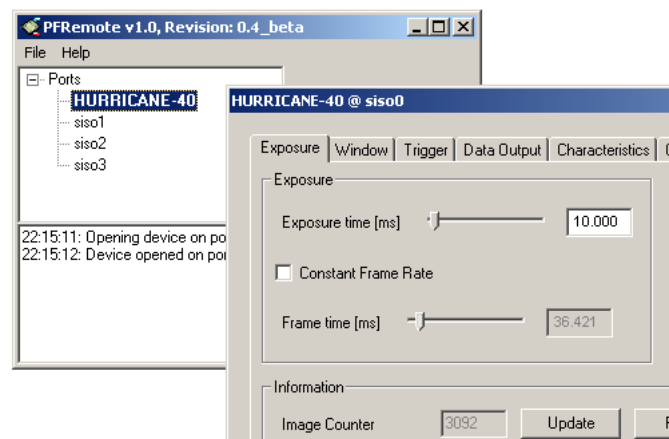 PFRemote v1.0, Revision: 0.4_beta
File Help
Ports
HURRICANE-40
siso1
siso2
siso3
22:15:11: Opening device on po
22:15:12: Device opened on por
HURRICANE-40 @ siso0
Exposure Window Trigger Data Output Characteristics
Exposure
Exposure time [ms] 10.000
Constant Frame Rate
Frame time [ms] 36.421
Information
Image Counter 3092 Update